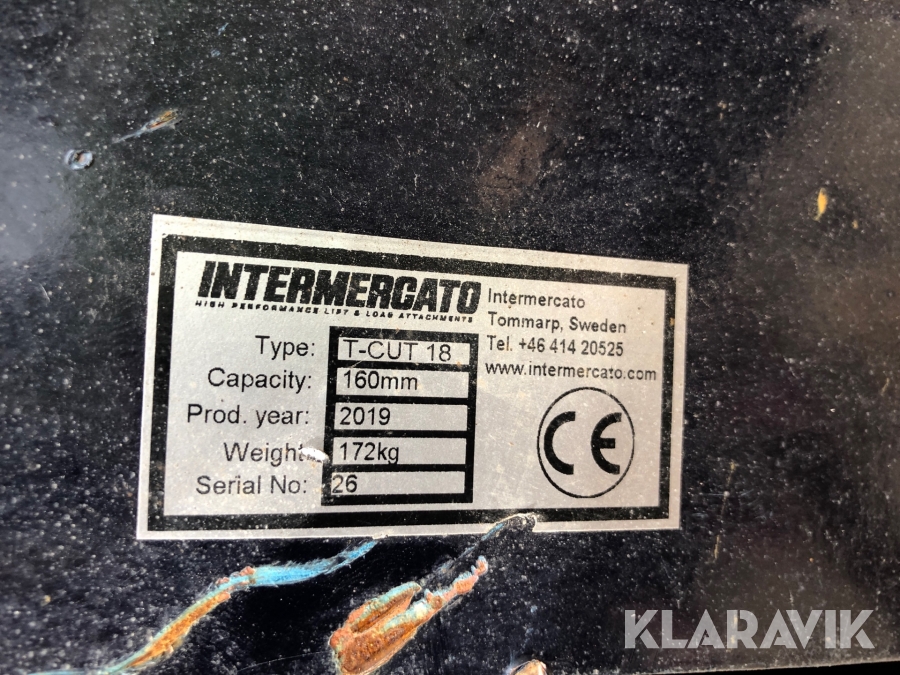 INTERMERCATO
HIGH PERFORMANCE LIFT & LOAD ATTACHMENTS
Intermercato
Tommarp, Sweden
Tel. +46 414 20525
www.intermercato.com
Type: T-CUT 18
Capacity: 160mm
Prod. year: 2019
Weight: 172kg
Serial No: 26
CE
KLARAVIK